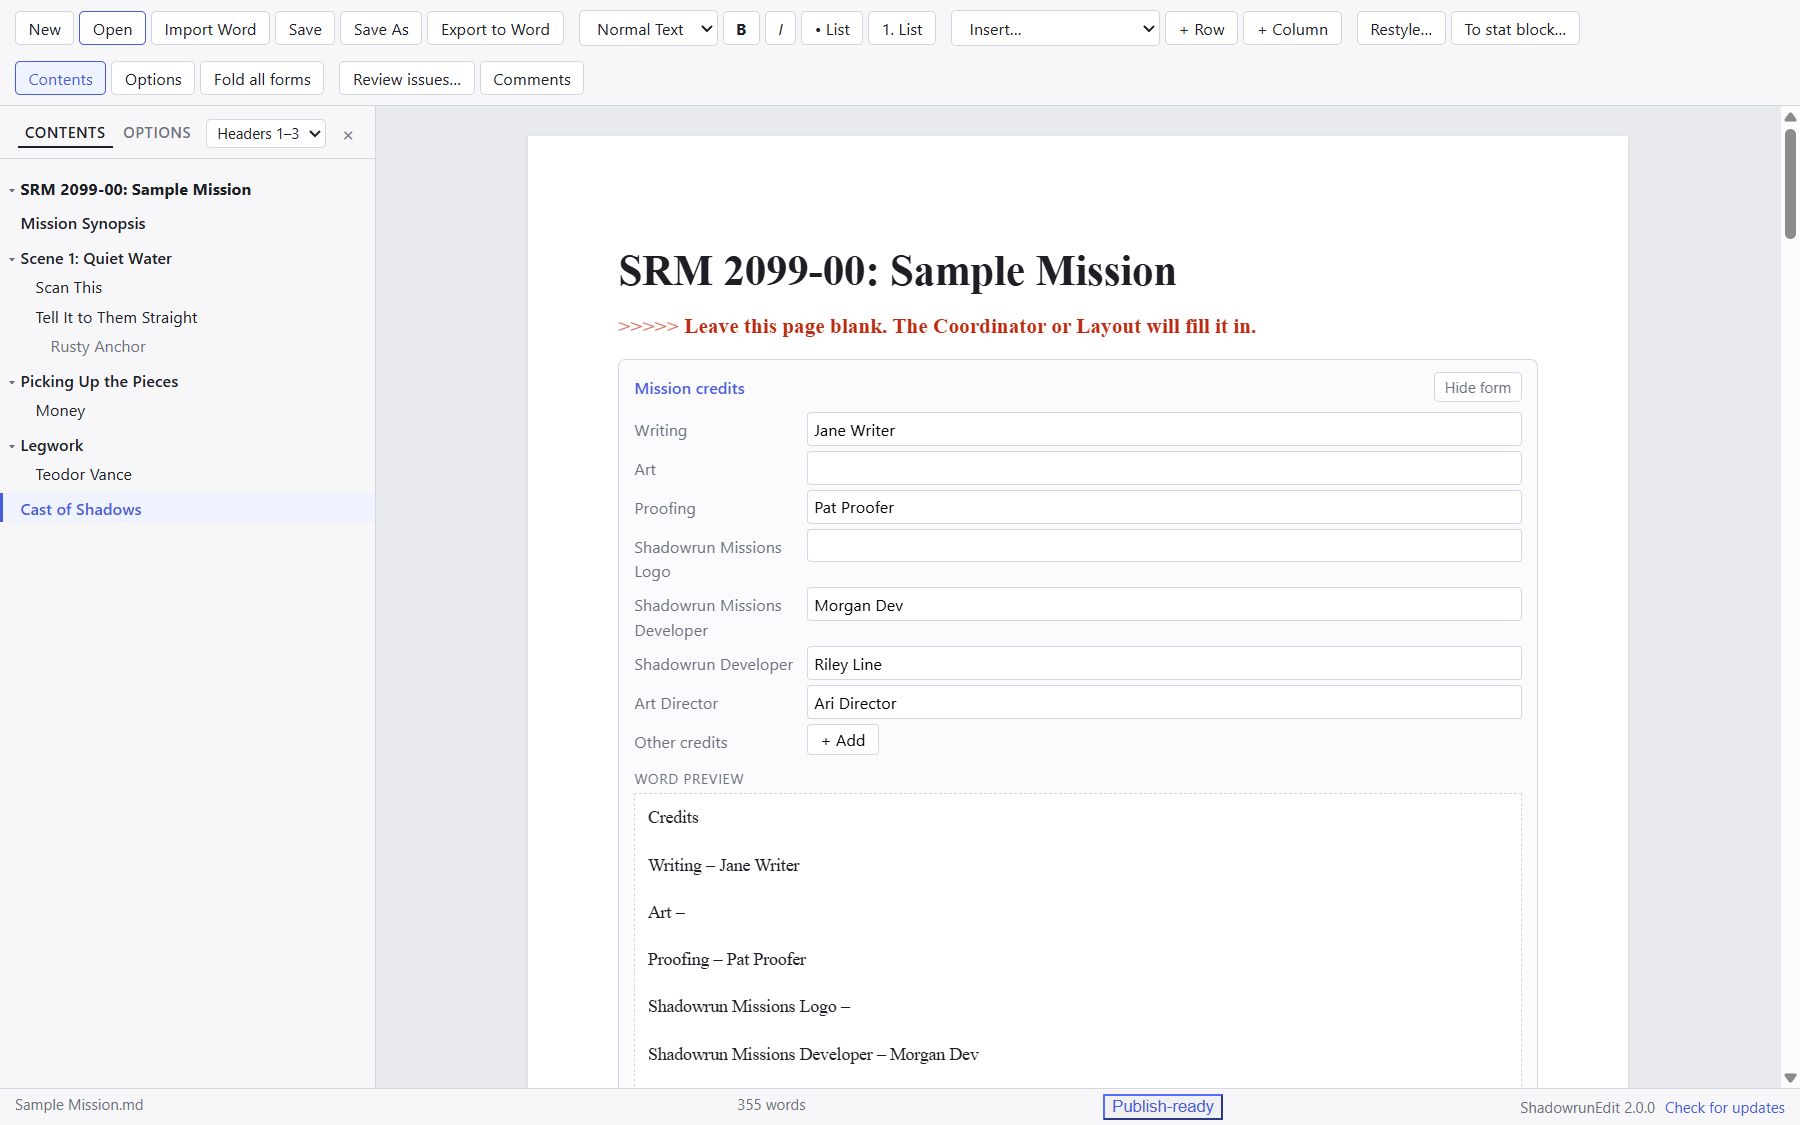 New Open Import Word Save Save As Export to Word Normal Text B I • List 1. List Insert... + Row + Column Restyle... To stat block...
Contents Options Fold all forms Review issues... Comments
CONTENTS OPTIONS Headers 1–3 ×
SRM 2099-00: Sample Mission
Mission Synopsis
Scene 1: Quiet Water
Scan This
Tell It to Them Straight
Rusty Anchor
Picking Up the Pieces
Money
Legwork
Teodor Vance
Cast of Shadows
SRM 2099-00: Sample Mission
>>>>> Leave this page blank. The Coordinator or Layout will fill it in.
Mission credits Hide form
Writing Jane Writer
Art
Proofing Pat Proofer
Shadowrun Missions
Logo
Shadowrun Missions Morgan Dev
Developer
Shadowrun Developer Riley Line
Art Director Ari Director
Other credits + Add
WORD PREVIEW
Credits
Writing – Jane Writer
Art –
Proofing – Pat Proofer
Shadowrun Missions Logo –
Shadowrun Missions Developer – Morgan Dev
Sample Mission.md 355 words Publish-ready ShadowrunEdit 2.0.0 Check for updates